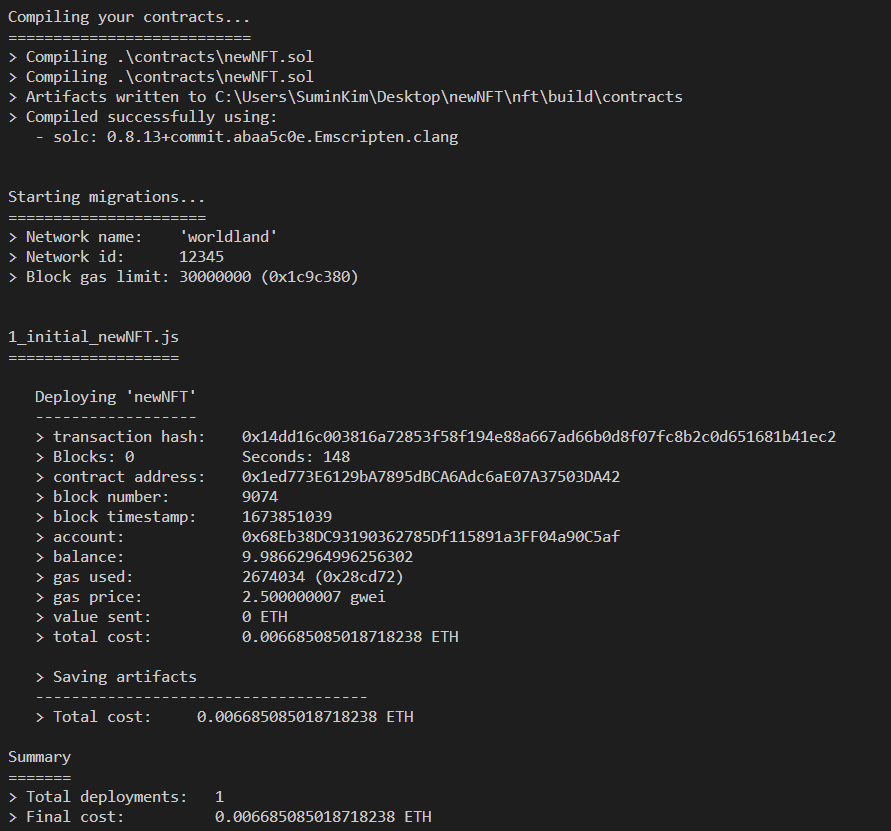 Compiling your contracts...
===========================
> Compiling .\contracts\newNFT.sol
> Compiling .\contracts\newNFT.sol
> Artifacts written to C:\Users\SuminKim\Desktop\newNFT\nft\build\contracts
> Compiled successfully using:
   - solc: 0.8.13+commit.abaa5c0e.Emscripten.clang
Starting migrations...
======================
> Network name:    'worldland'
> Network id:      12345
> Block gas limit: 30000000 (0x1c9c380)
1_initial_newNFT.js
===================
   Deploying 'newNFT'
   ------------------
   > transaction hash:    0x14dd16c003816a72853f58f194e88a667ad66b0d8f07fc8b2c0d651681b41ec2
   > Blocks: 0            Seconds: 148
   > contract address:    0x1ed773E6129bA7895dBCA6Adc6aE07A37503DA42
   > block number:        9074
   > block timestamp:     1673851039
   > account:             0x68Eb38DC93190362785Df115891a3FF04a90C5af
   > balance:             9.98662964996256302
   > gas used:            2674034 (0x28cd72)
   > gas price:           2.500000007 gwei
   > value sent:          0 ETH
   > total cost:          0.006685085018718238 ETH
   > Saving artifacts
   -------------------------------------
   > Total cost:     0.006685085018718238 ETH
Summary
=======
> Total deployments:   1
> Final cost:          0.006685085018718238 ETH